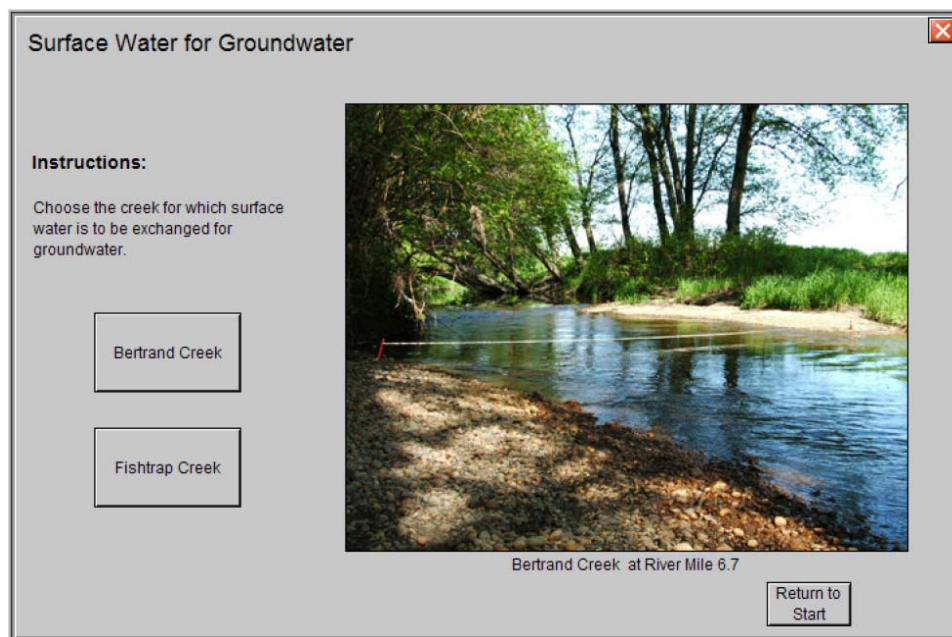 Surface Water for Groundwater
Instructions:
Choose the creek for which surface
water is to be exchanged for
groundwater.
Bertrand Creek
Fishtrap Creek
Bertrand Creek at River Mile 6.7
Return to
Start